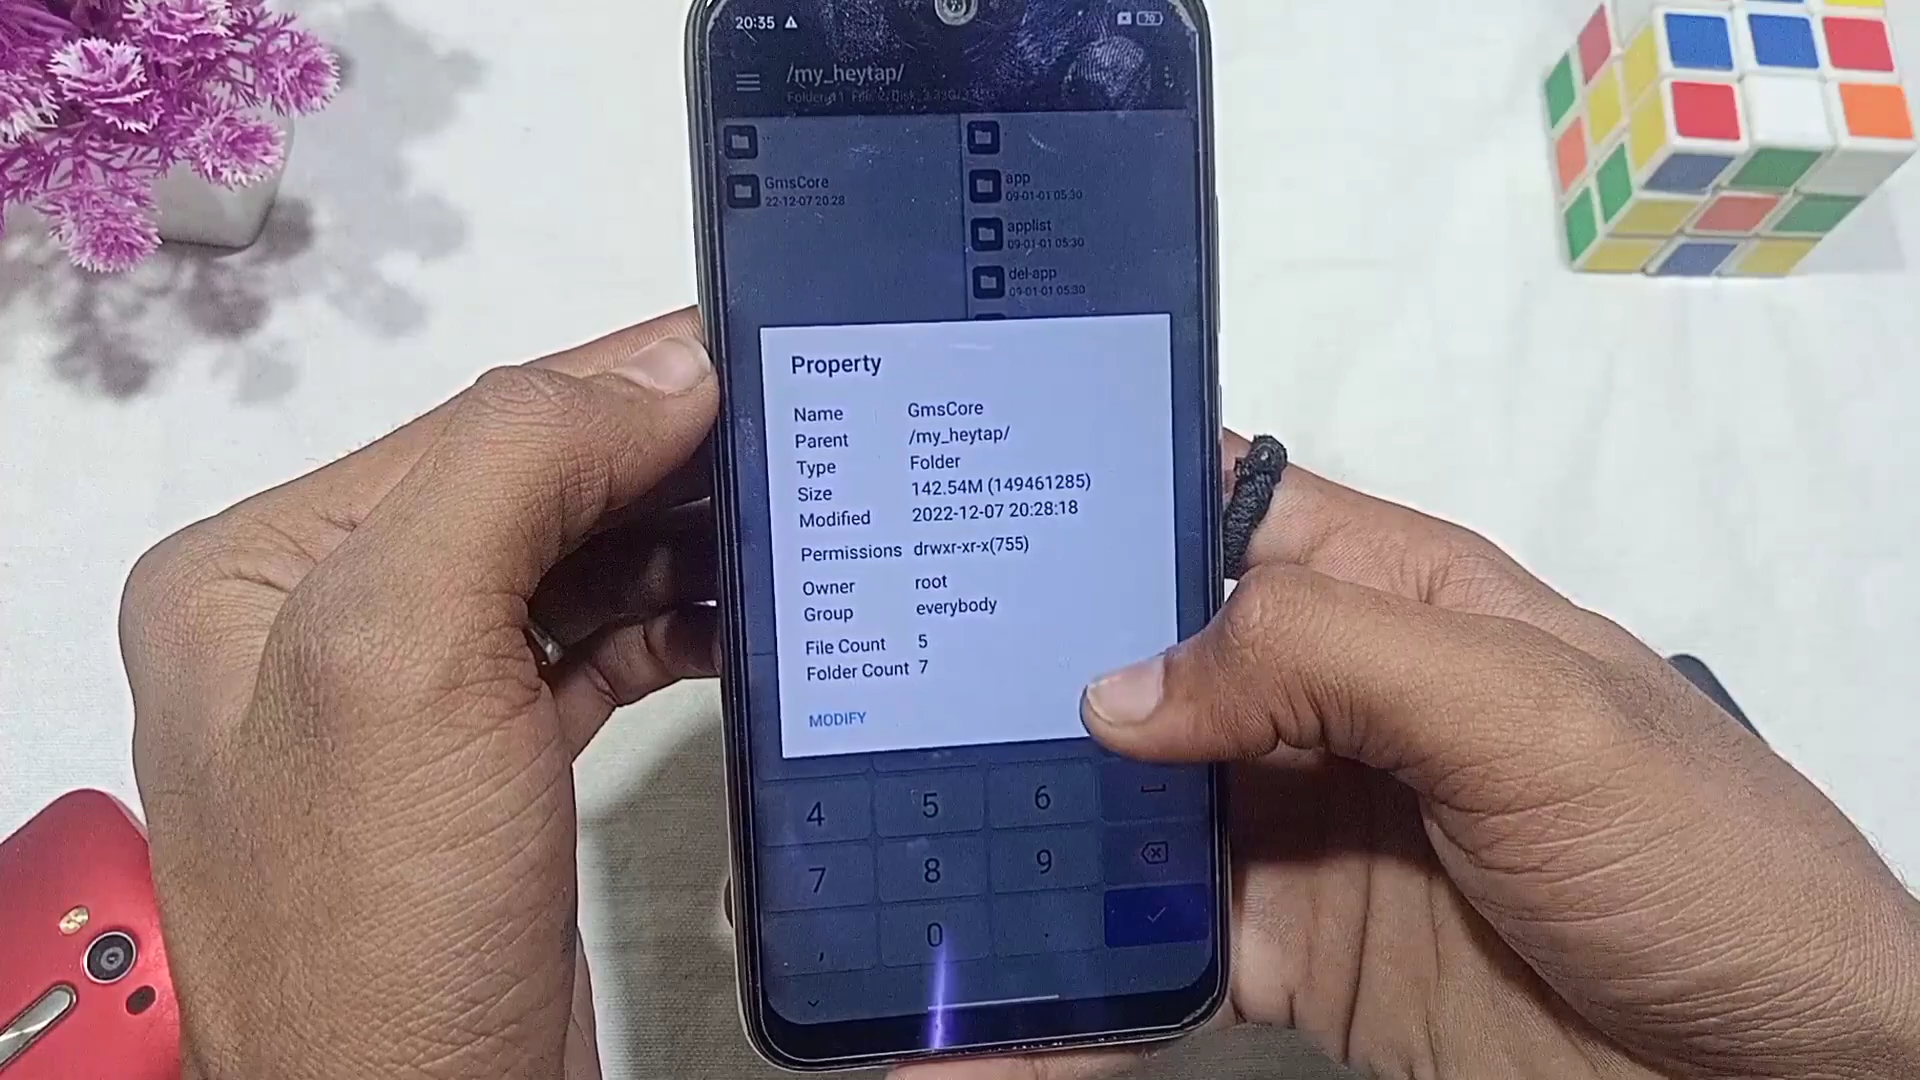 20:35
70
/my_heytap/
..
GmsCore
22-12-07 20:28
app
09-01-01 05:30
applist
09-01-01 05:30
del-app
09-01-01 05:30
Property
Name GmsCore
Parent /my_heytap/
Type Folder
Size 142.54M (149461285)
Modified 2022-12-07 20:28:18
Permissions drwxr-xr-x(755)
Owner root
Group everybody
File Count 5
Folder Count 7
MODIFY
4 5 6
7 8 9
, 0 .